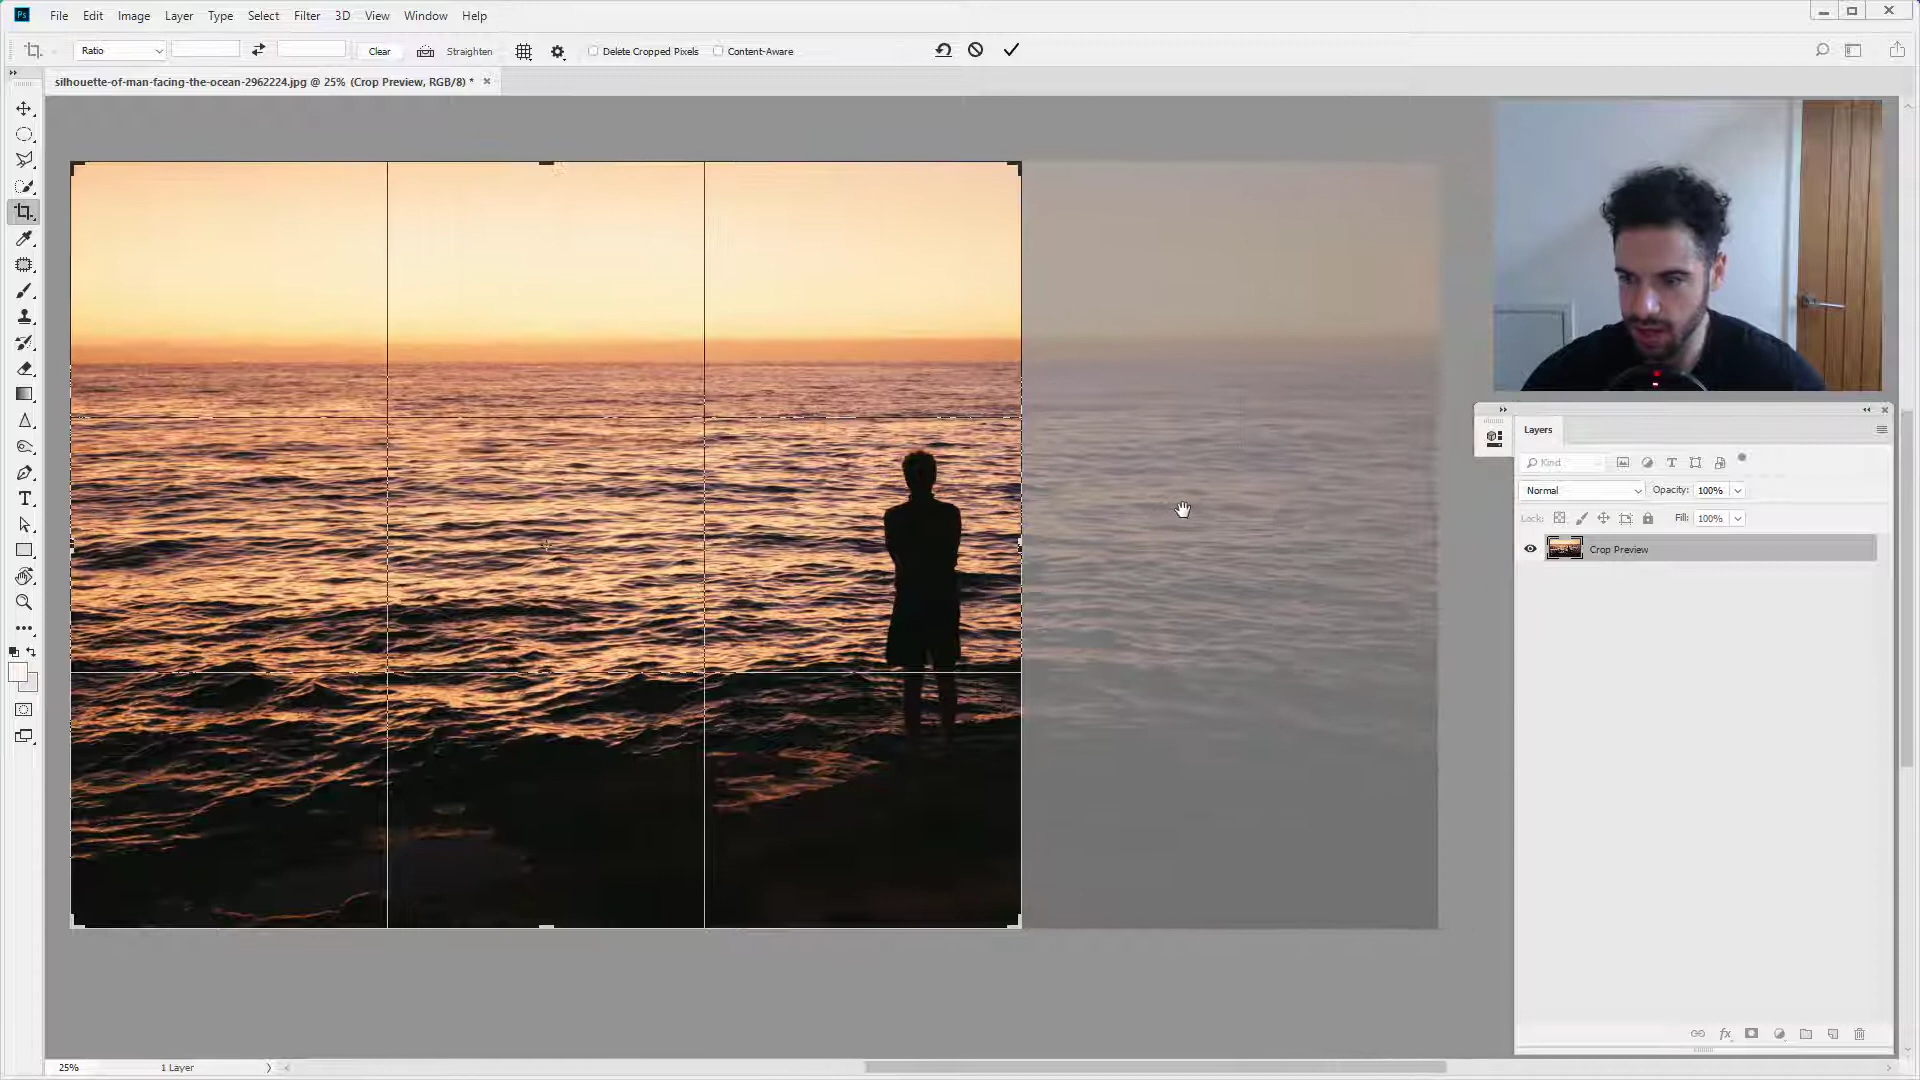 Ps File Edit Image Layer Type Select Filter 3D View Window Help
Ratio Clear Straighten Delete Cropped Pixels Content-Aware
silhouette-of-man-facing-the-ocean-2962224.jpg @ 25% (Crop Preview, RGB/8) *
Layers
Kind
Normal Opacity: 100%
Lock: Fill: 100%
Crop Preview
fx
25% 1 Layer